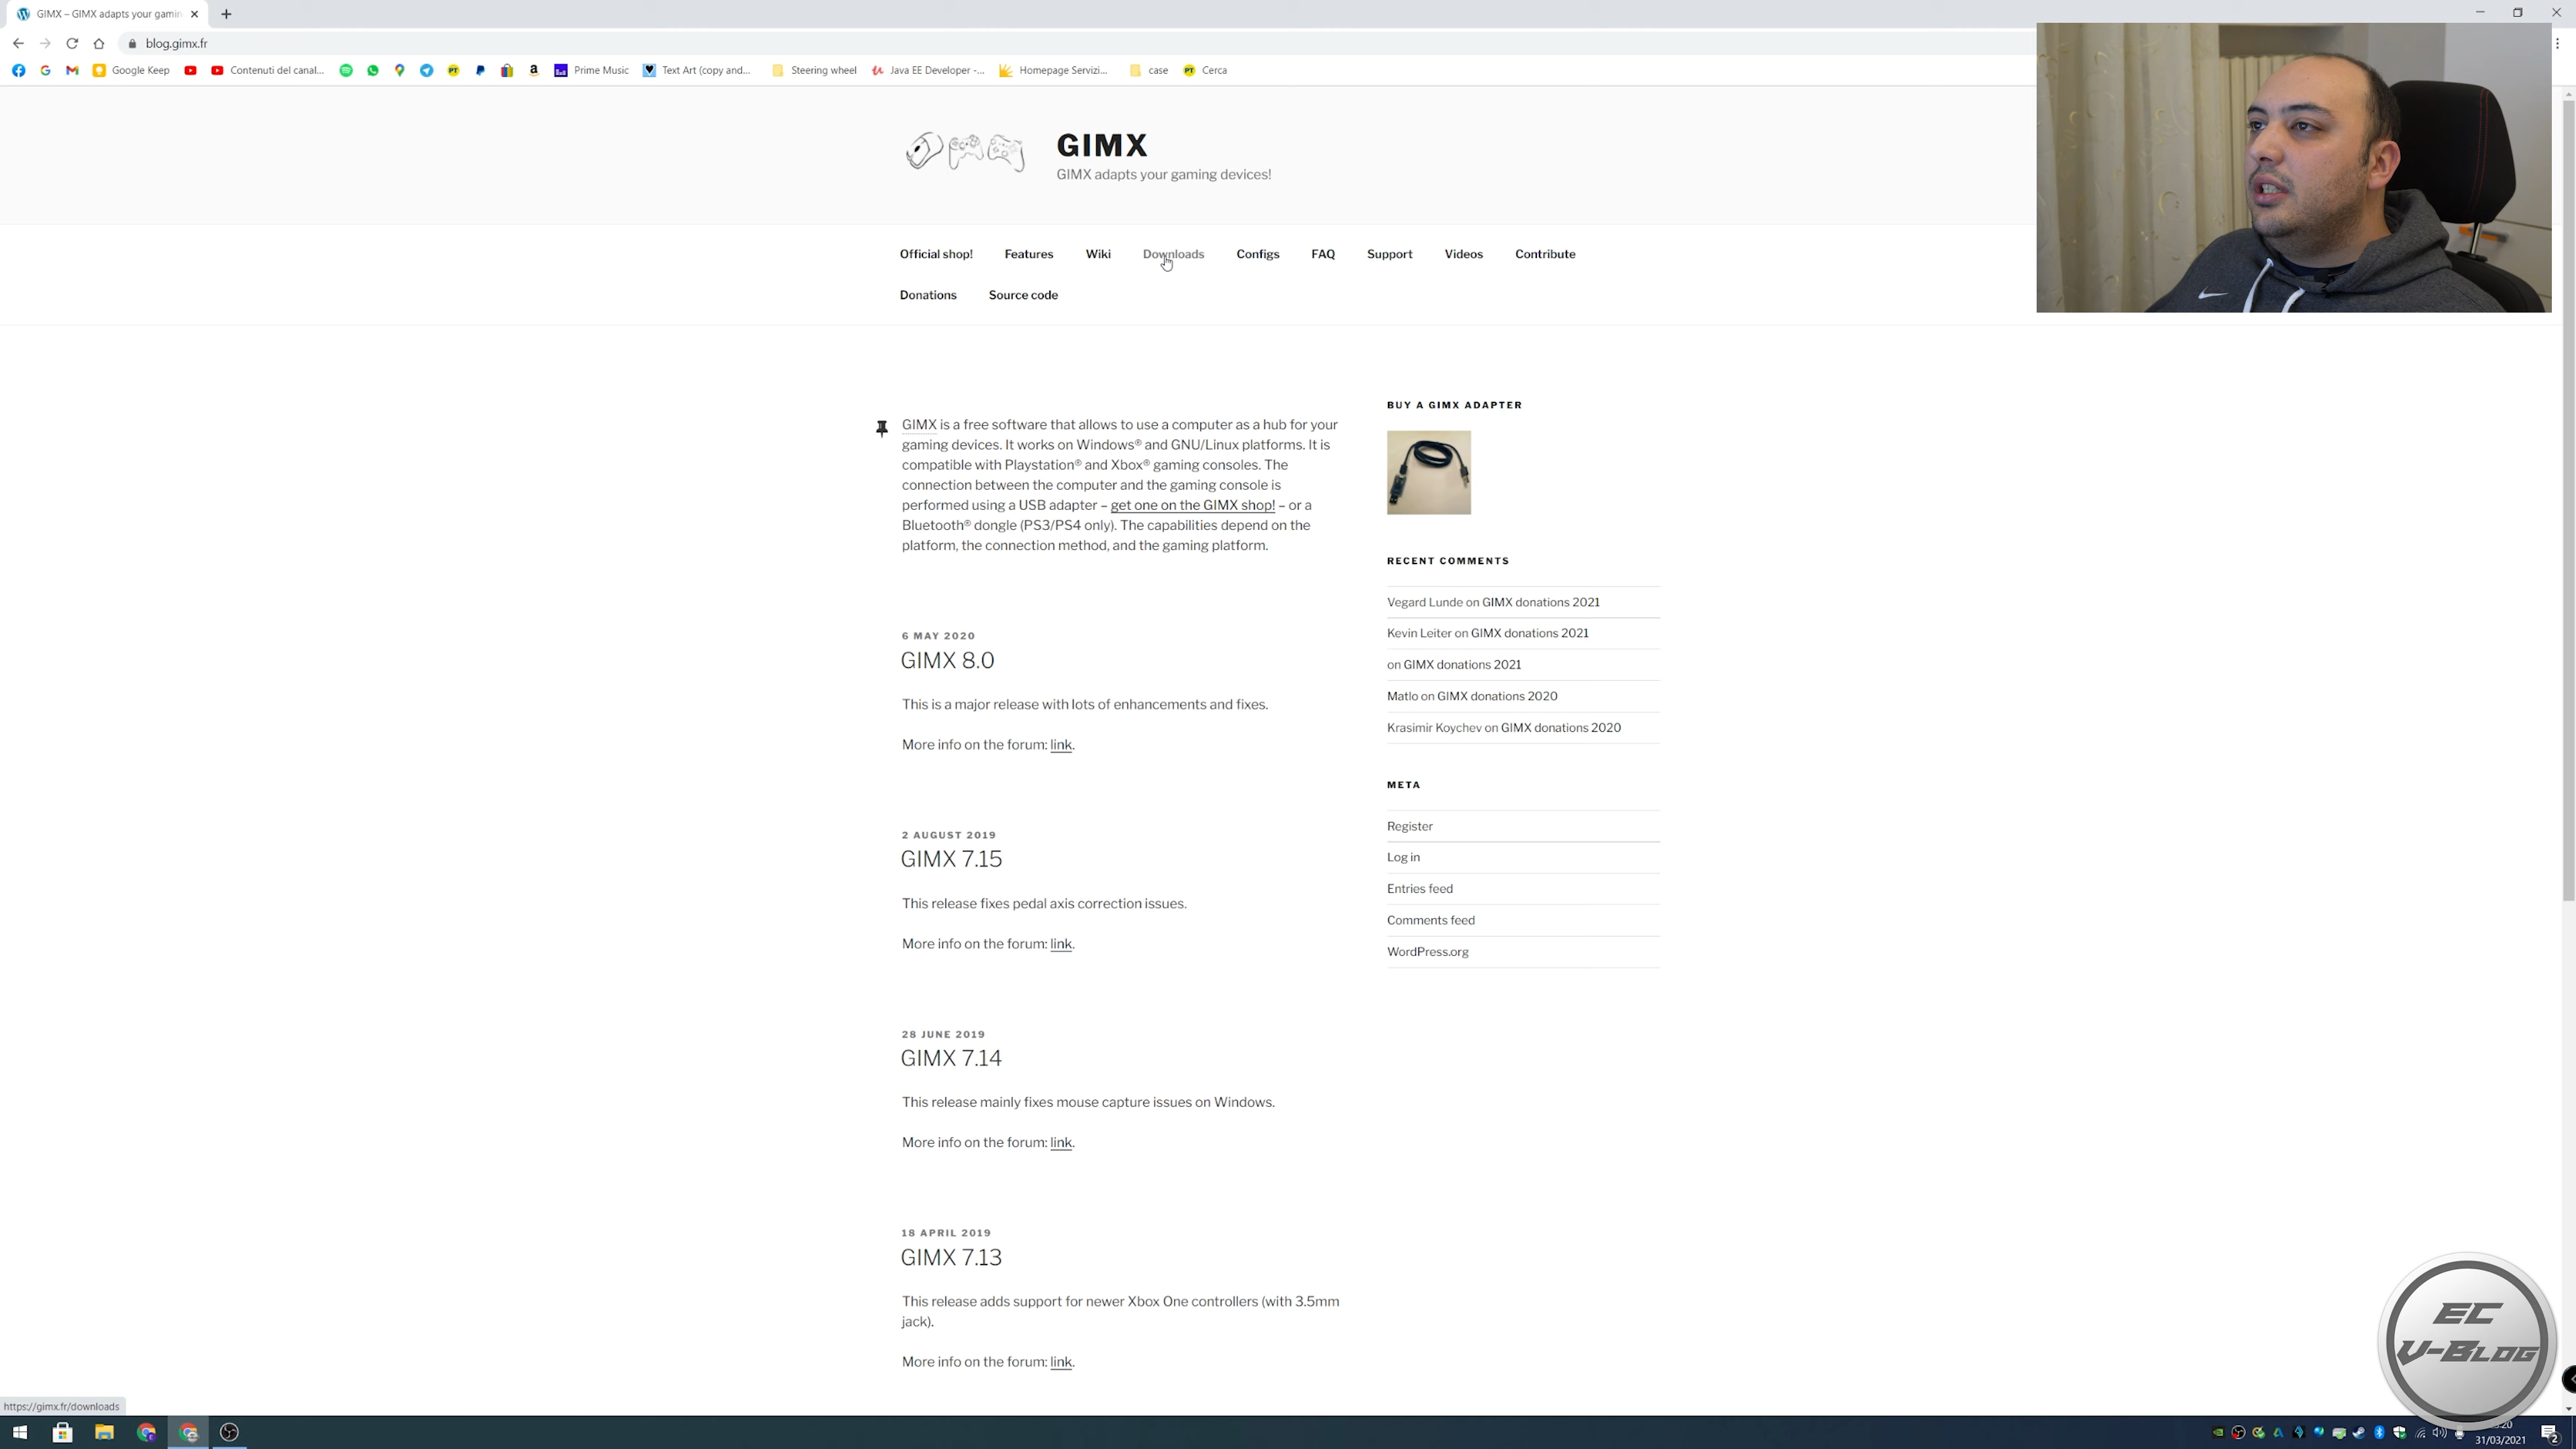 GIMX – GIMX adapts your gamin
blog.gimx.fr
Google Keep
Contenuti del canal...
a
Prime Music
Text Art (copy and...
Steering wheel
Java EE Developer -...
Homepage Servizi...
case
Cerca
GIMX
GIMX adapts your gaming devices!
Official shop!
Features
Wiki
Downloads
Configs
FAQ
Support
Videos
Contribute
Donations
Source code
GIMX is a free software that allows to use a computer as a hub for your
gaming devices. It works on Windows® and GNU/Linux platforms. It is
compatible with Playstation® and Xbox® gaming consoles. The
connection between the computer and the gaming console is
performed using a USB adapter – get one on the GIMX shop! – or a
Bluetooth® dongle (PS3/PS4 only). The capabilities depend on the
platform, the connection method, and the gaming platform.
6 MAY 2020
GIMX 8.0
This is a major release with lots of enhancements and fixes.
More info on the forum: link.
2 AUGUST 2019
GIMX 7.15
This release fixes pedal axis correction issues.
More info on the forum: link.
28 JUNE 2019
GIMX 7.14
This release mainly fixes mouse capture issues on Windows.
More info on the forum: link.
18 APRIL 2019
GIMX 7.13
This release adds support for newer Xbox One controllers (with 3.5mm
jack).
More info on the forum: link.
BUY A GIMX ADAPTER
RECENT COMMENTS
Vegard Lunde on GIMX donations 2021
Kevin Leiter on GIMX donations 2021
on GIMX donations 2021
Matlo on GIMX donations 2020
Krasimir Koychev on GIMX donations 2020
META
Register
Log in
Entries feed
Comments feed
WordPress.org
EC
V-BLOG
https://gimx.fr/downloads
31/03/2021
2